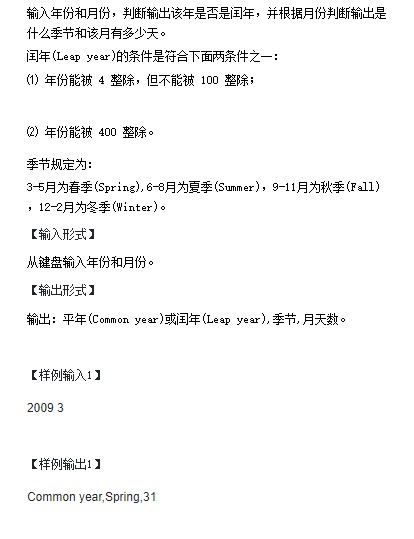 输入年份和月份，判断输出该年是否是闰年，并根据月份判断输出是
什么季节和该月有多少天。
闰年(Leap year)的条件是符合下面两条件之一：
⑴ 年份能被 4 整除，但不能被 100 整除；
⑵ 年份能被 400 整除。
季节规定为：
3-5月为春季(Spring),6-8月为夏季(Summer)，9-11月为秋季(Fall)
，12-2月为冬季(Winter)。
【输入形式】
从键盘输入年份和月份。
【输出形式】
输出：平年(Common year)或闰年(Leap year),季节,月天数。
【样例输入1】
2009 3
【样例输出1】
Common year,Spring,31